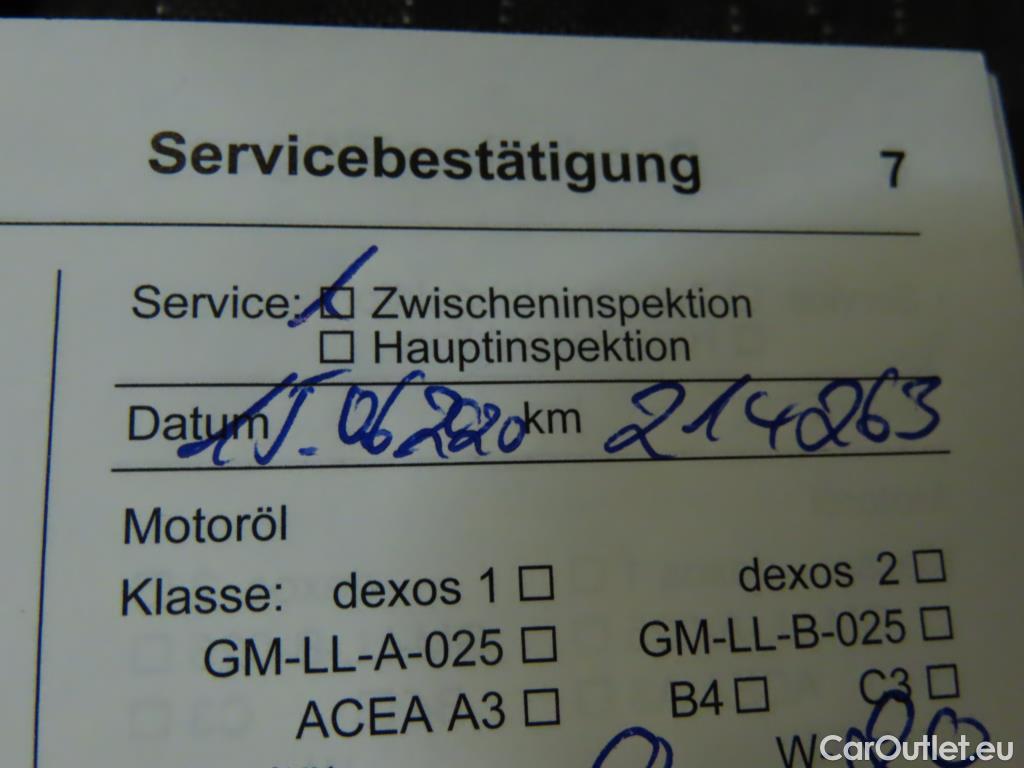 Servicebestätigung 7
Service: Zwischeninspektion
Hauptinspektion
Datum 15.06.2020 km 214263
Motoröl
Klasse: dexos 1 dexos 2
GM-LL-A-025 GM-LL-B-025
ACEA A3 B4 C3
CarOutlet.eu